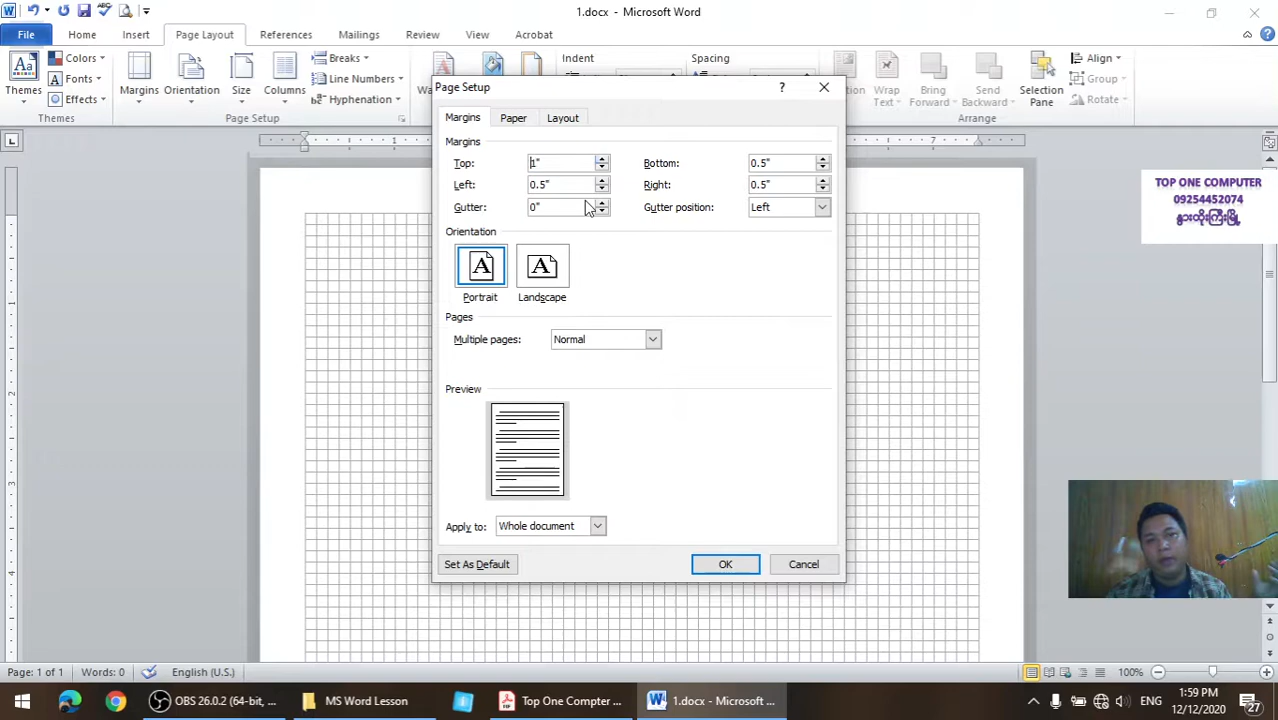 1.docx - Microsoft Word
File Home Insert Page Layout References Mailings Review View Acrobat
Colors Breaks Indent Spacing Align
Fonts Line Numbers Group
Themes Effects Margins Orientation Size Columns Hyphenation Wrap Text Bring Forward Send Backward Selection Pane Rotate
Themes Page Setup Arrange
Page Setup
Margins Paper Layout
Margins
Top: 1" Bottom: 0.5"
Left: 0.5" Right: 0.5"
Gutter: 0" Gutter position: Left
Orientation
Portrait Landscape
Pages
Multiple pages: Normal
Preview
Apply to: Whole document
Set As Default OK Cancel
TOP ONE COMPUTER
09254452074
နွားထိုးကြီးမြို့
Page: 1 of 1 Words: 0 English (U.S.) 100%
OBS 26.0.2 (64-bit, ... MS Word Lesson Top One Compter ... 1.docx - Microsoft ... ENG 1:59 PM
12/12/2020 27